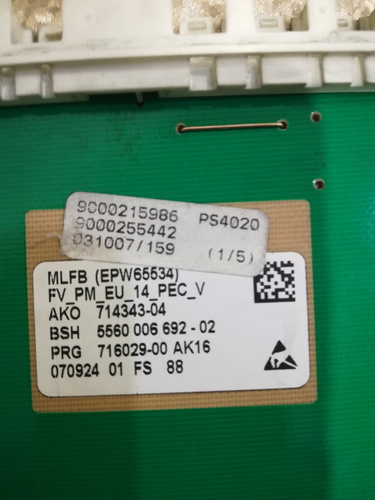 9000215986 PS4020
9000255442
031007/159 (1/5)
MLFB (EPW65534)
FV_PM_EU_14_PEC_V
AKO 714343-04
BSH 5560 006 692 - 02
PRG 716029-00 AK16
070924 01 FS 88